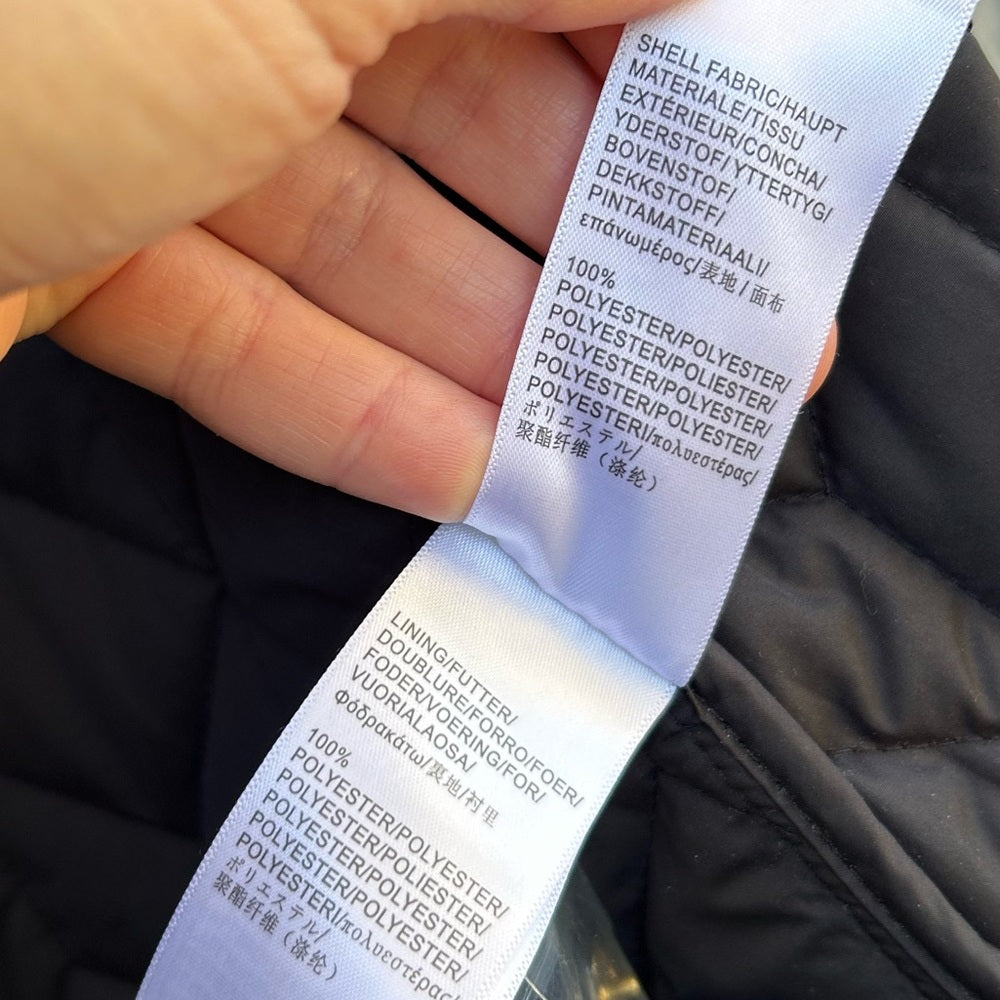 SHELL FABRIC/HAUPT
MATERIALE/TISSU
EXTÉRIEUR/CONCHA/
YDERSTOF/YTTERTYG/
BOVENSTOF/
DEKKSTOFF/
PINTAMATERIAALI/
επάνωμέρος/表地/面布
100%
POLYESTER/POLYESTER/
POLYESTER/POLIESTER/
POLYESTER/POLYESTER/
POLYESTER/POLYESTER/
POLYESTERI/πολυεστέρας/
ポリエステル/
聚酯纤维（涤纶）
LINING/FUTTER/
DOUBLURE/FORRO/FOER/
FODER/VOERING/FOR/
VUORIALAOSA/
Φόδρακάτω/裏地/衬里
100%
POLYESTER/POLYESTER/
POLYESTER/POLIESTER/
POLYESTER/POLYESTER/
POLYESTER/POLYESTER/
POLYESTERI/πολυεστέρας/
ポリエステル/
聚酯纤维（涤纶）